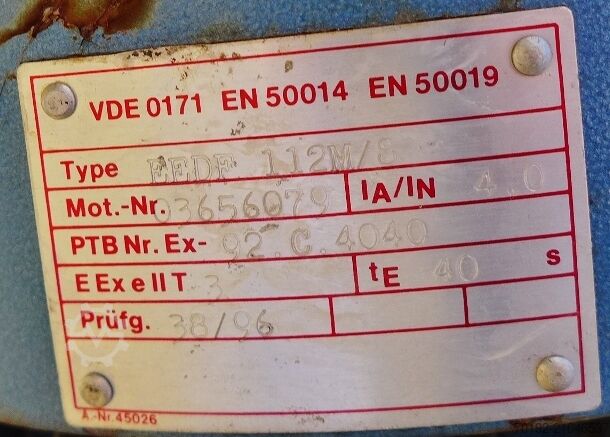 VDE 0171 EN 50014 EN 50019
Type EEDF 112M/8
Mot.-Nr. 03656079 IA/IN 4,0
PTB Nr. Ex- 92.C.4040
E Ex e II T 3 tE 40 s
Prüfg. 38/96
A.-Nr. 45026